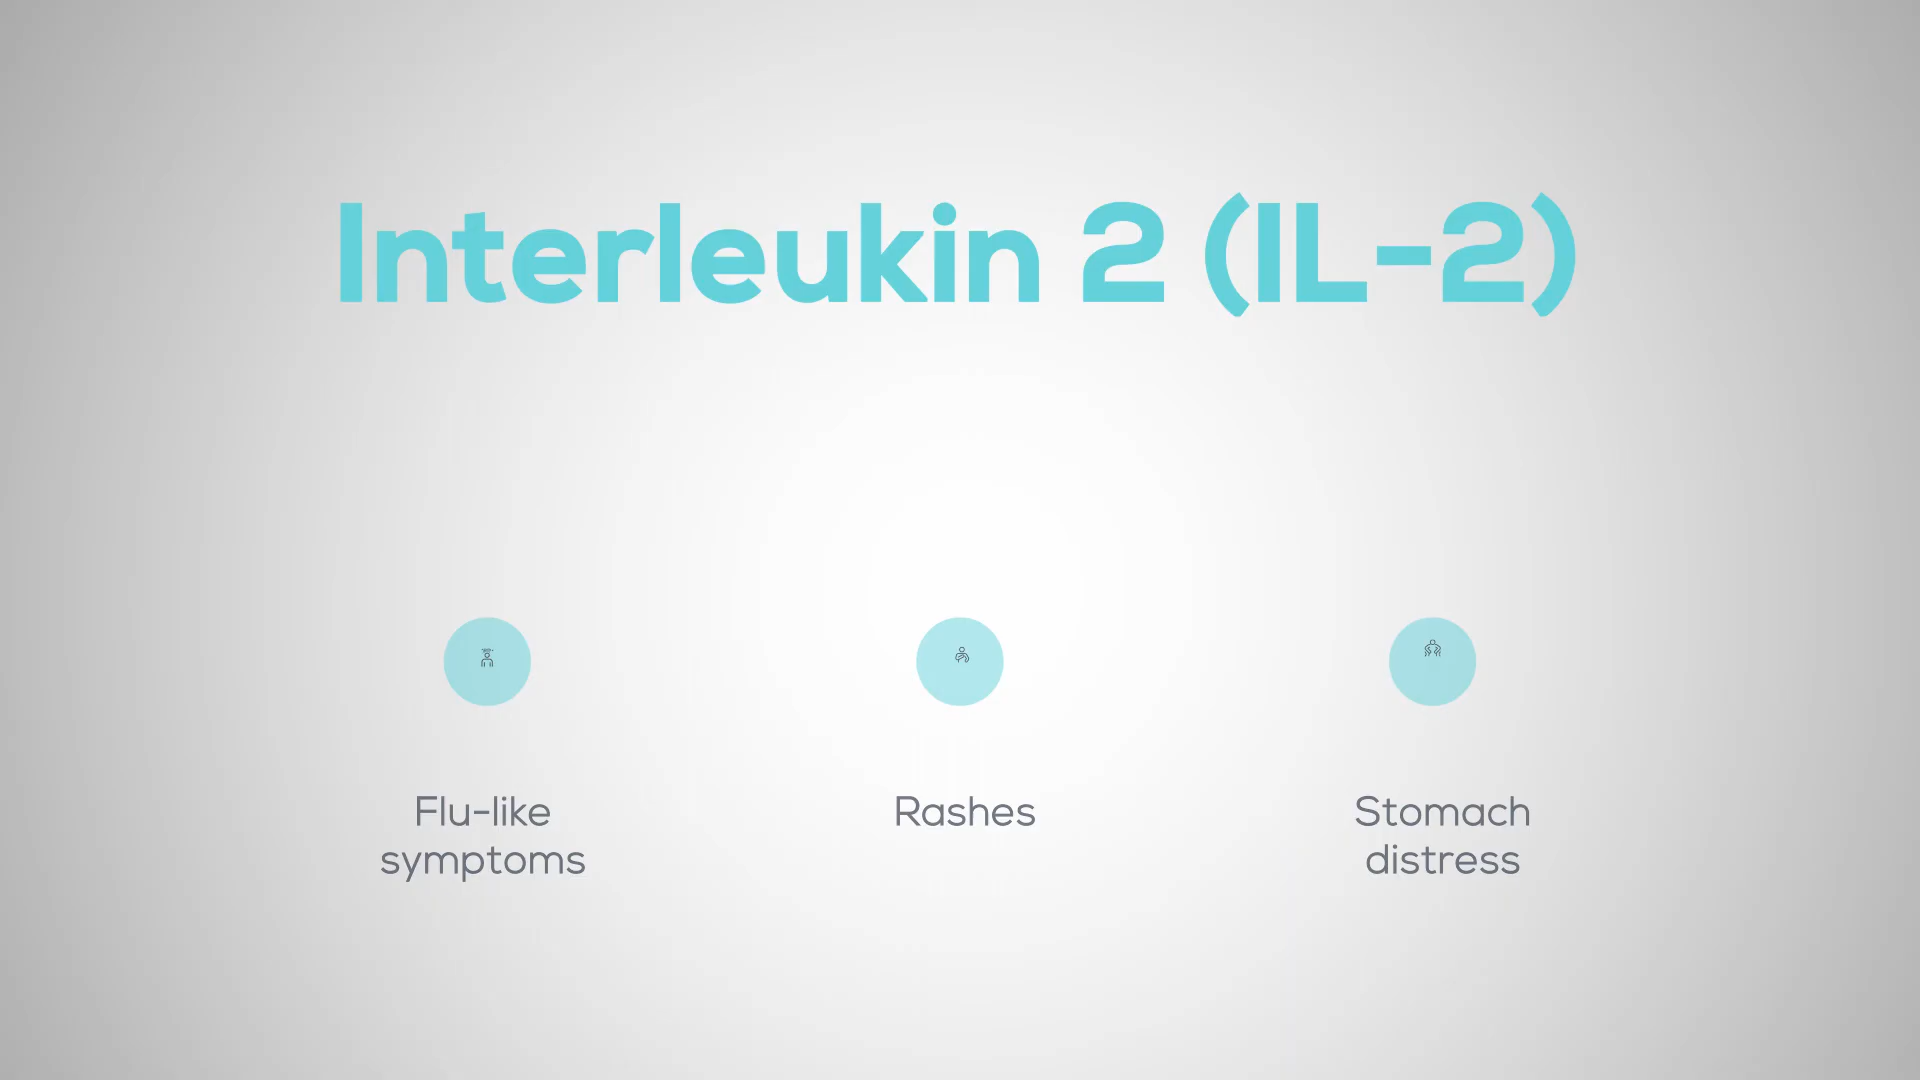 Interleukin 2 (IL-2)
Flu-like
symptoms
Rashes
Stomach
distress